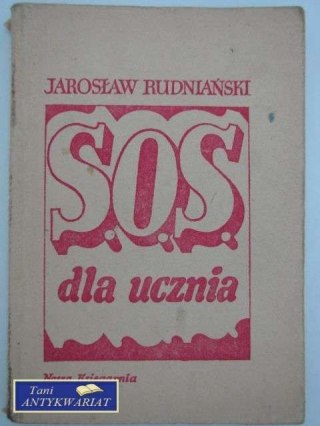 JAROSŁAW RUDNIAŃSKI
S.O.S.
dla ucznia
Nasza Księgarnia
Tani
ANTYKWARIAT